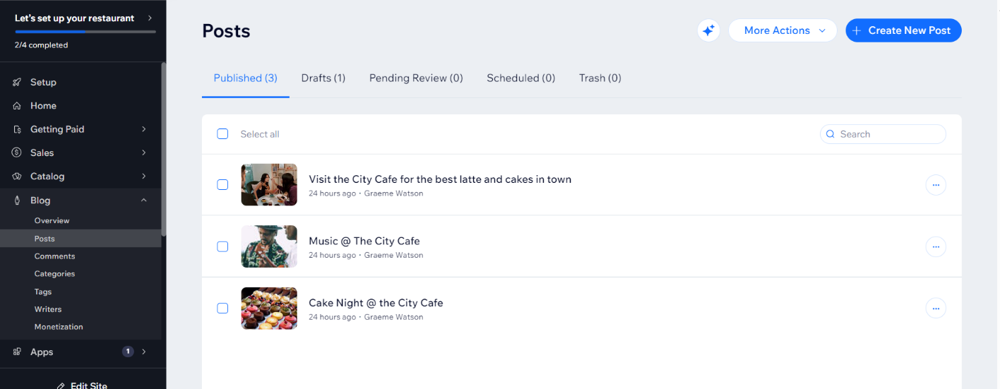 Let's set up your restaurant
2/4 completed
Setup
Home
Getting Paid
Sales
Catalog
Blog
Overview
Posts
Comments
Categories
Tags
Writers
Monetization
Apps 1
Edit Site
Posts
More Actions
Create New Post
Published (3) Drafts (1) Pending Review (0) Scheduled (0) Trash (0)
Select all
Search
Visit the City Cafe for the best latte and cakes in town
24 hours ago · Graeme Watson
Music @ The City Cafe
24 hours ago · Graeme Watson
Cake Night @ the City Cafe
24 hours ago · Graeme Watson